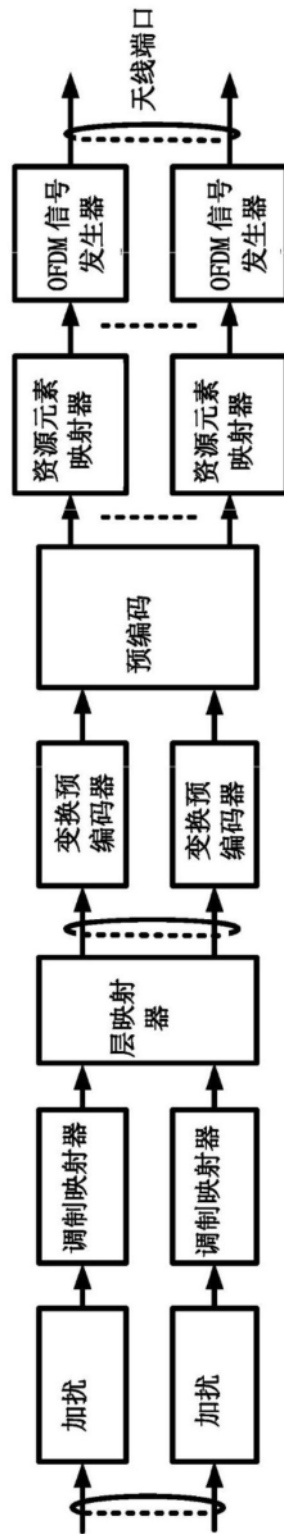 加扰
调制映射器
层映射
器
变换预
编码器
预编码
资源元素
映射器
OFDM 信号
发生器
天线端口
加扰
调制映射器
变换预
编码器
资源元素
映射器
OFDM 信号
发生器